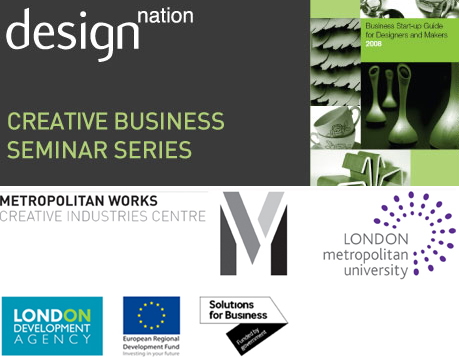 design nation
Business Start-up Guide
for Designers and Makers
2008
CREATIVE BUSINESS
SEMINAR SERIES
METROPOLITAN WORKS
CREATIVE INDUSTRIES CENTRE
LONDON
metropolitan
university
LONDON
DEVELOPMENT
AGENCY
European Regional
Development Fund
Investing in your future
Solutions
for Business
Funded by
government